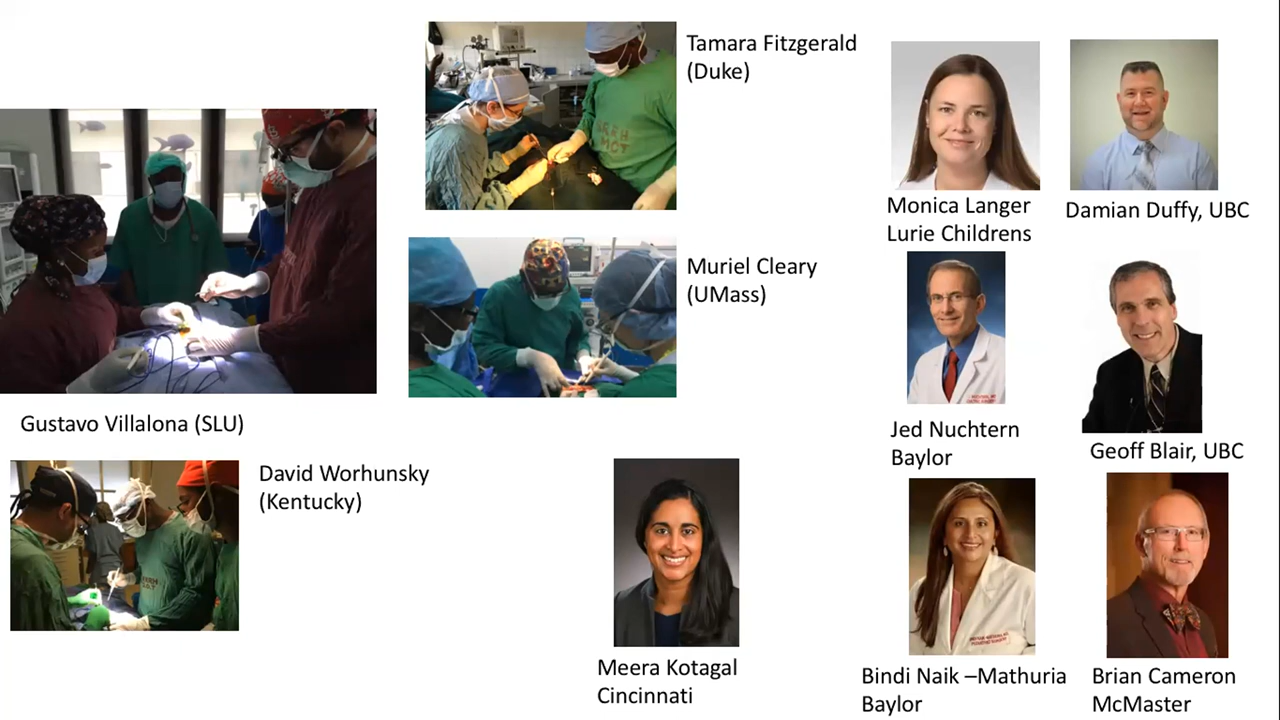 Tamara Fitzgerald
(Duke)
Monica Langer
Lurie Childrens
Damian Duffy, UBC
Muriel Cleary
(UMass)
Gustavo Villalona (SLU)
Jed Nuchtern
Baylor
Geoff Blair, UBC
David Worhunsky
(Kentucky)
Meera Kotagal
Cincinnati
Bindi Naik –Mathuria
Baylor
Brian Cameron
McMaster